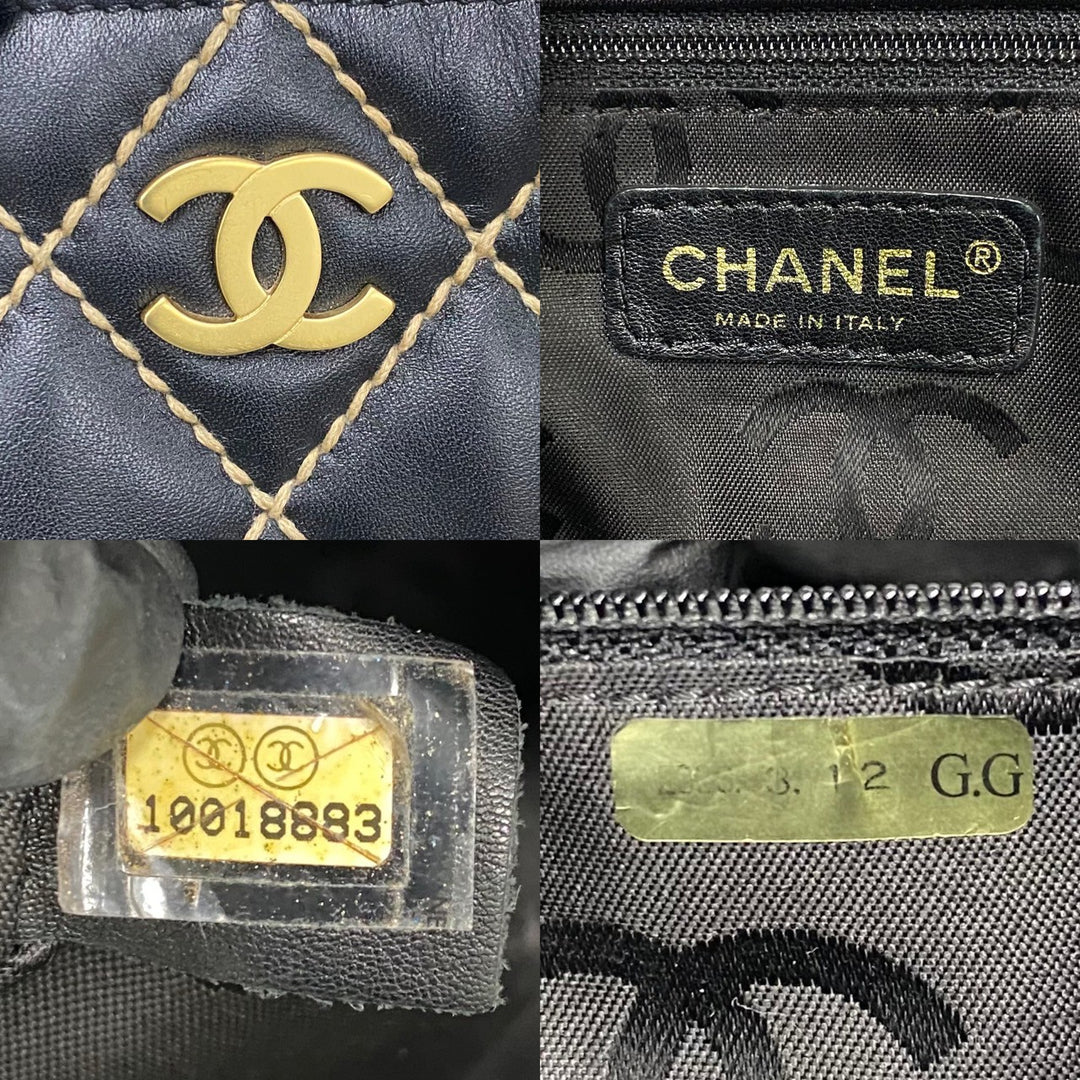 CHANEL®
MADE IN ITALY
10018883
3. 12 G.G